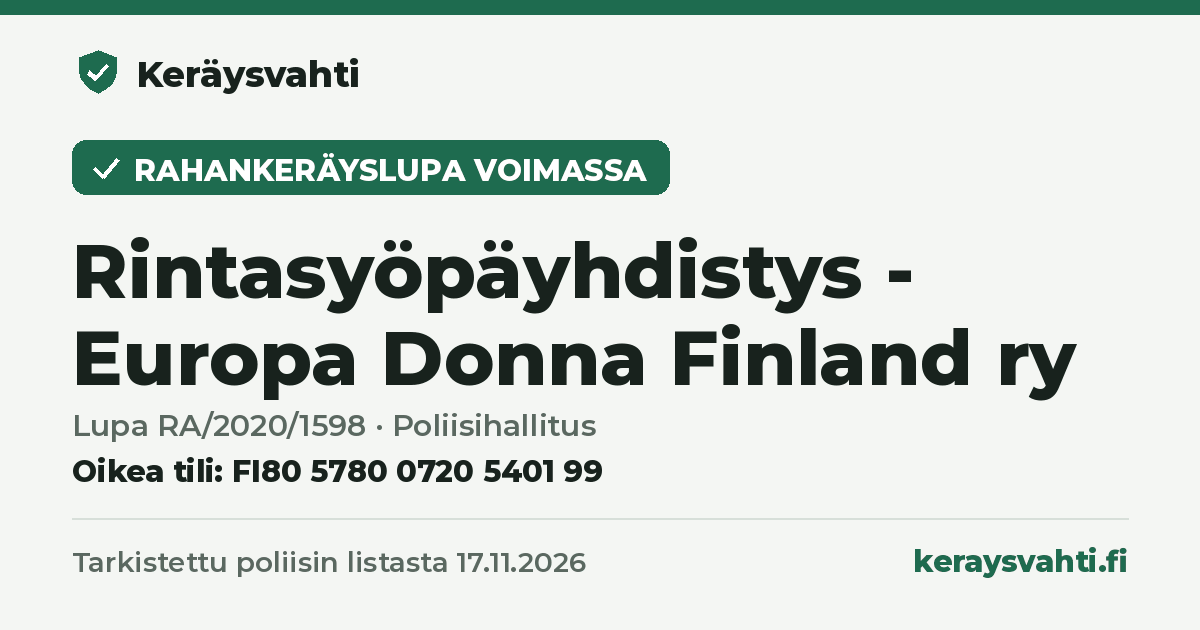 Keräysvahti
RAHANKERÄYSLUPA VOIMASSA
Rintasyöpäyhdistys -
Europa Donna Finland ry
Lupa RA/2020/1598 · Poliisihallitus
Oikea tili: FI80 5780 0720 5401 99
Tarkistettu poliisin listasta 17.11.2026
keraysvahti.fi